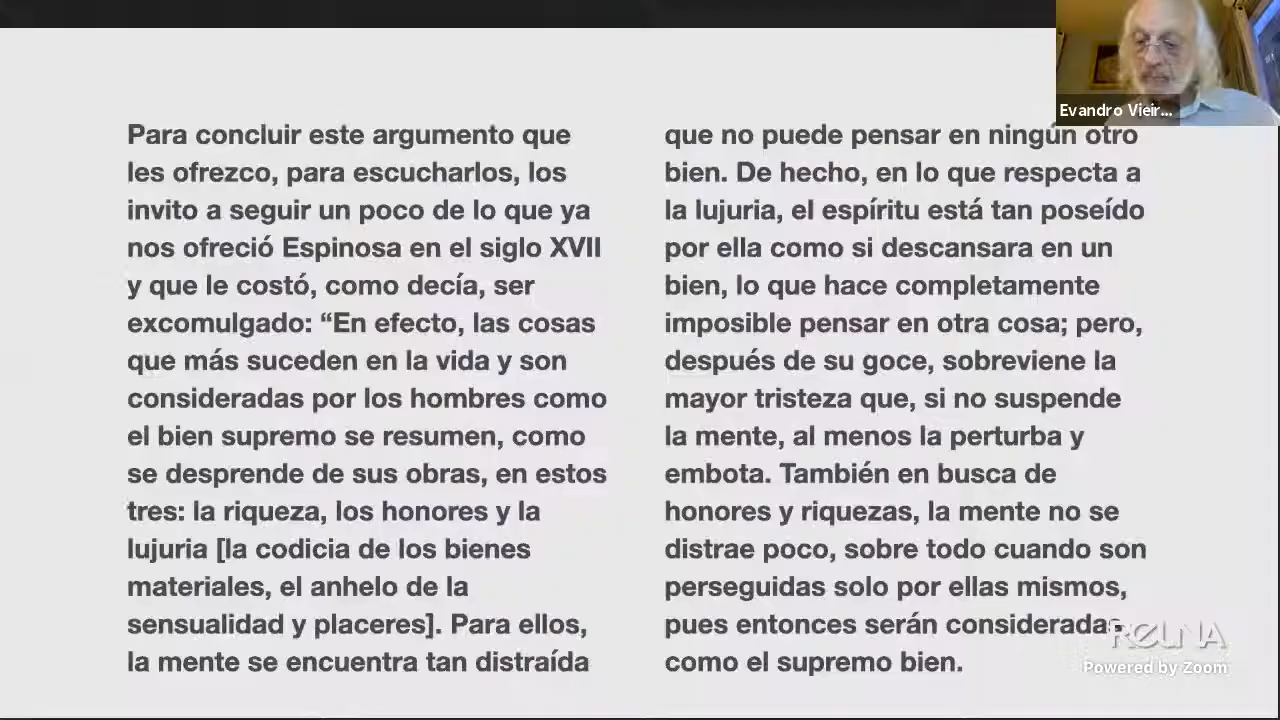 Para concluir este argumento que
les ofrezco, para escucharlos, los
invito a seguir un poco de lo que ya
nos ofreció Espinosa en el siglo XVII
y que le costó, como decía, ser
excomulgado: “En efecto, las cosas
que más suceden en la vida y son
consideradas por los hombres como
el bien supremo se resumen, como
se desprende de sus obras, en estos
tres: la riqueza, los honores y la
lujuria [la codicia de los bienes
materiales, el anhelo de la
sensualidad y placeres]. Para ellos,
la mente se encuentra tan distraída
que no puede pensar en ningún otro
bien. De hecho, en lo que respecta a
la lujuria, el espíritu está tan poseído
por ella como si descansara en un
bien, lo que hace completamente
imposible pensar en otra cosa; pero,
después de su goce, sobreviene la
mayor tristeza que, si no suspende
la mente, al menos la perturba y
embota. También en busca de
honores y riquezas, la mente no se
distrae poco, sobre todo cuando son
perseguidas solo por ellas mismos,
pues entonces serán consideradas
como el supremo bien.
Evandro Vieir...
REUNA
Powered by Zoom